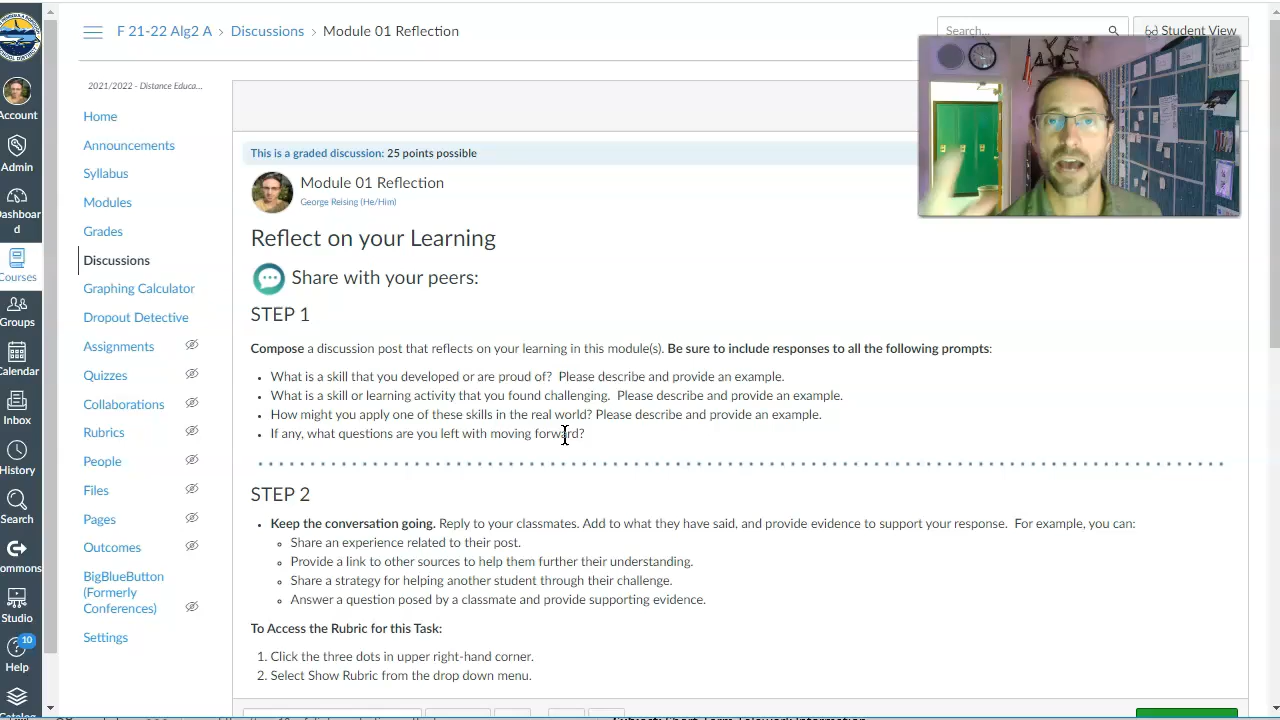 F 21-22 Alg2 A > Discussions > Module 01 Reflection
Search...
Student View
2021/2022 - Distance Educa...
Account
Admin
Dashboar
d
Courses
Groups
Calendar
Inbox
History
Search
ommons
Studio
10
Help
Home
Announcements
Syllabus
Modules
Grades
Discussions
Graphing Calculator
Dropout Detective
Assignments
Quizzes
Collaborations
Rubrics
People
Files
Pages
Outcomes
BigBlueButton
(Formerly
Conferences)
Settings
This is a graded discussion: 25 points possible
Module 01 Reflection
George Reising (He/Him)
Reflect on your Learning
Share with your peers:
STEP 1
Compose a discussion post that reflects on your learning in this module(s). Be sure to include responses to all the following prompts:
• What is a skill that you developed or are proud of? Please describe and provide an example.
• What is a skill or learning activity that you found challenging. Please describe and provide an example.
• How might you apply one of these skills in the real world? Please describe and provide an example.
• If any, what questions are you left with moving forward?
STEP 2
• Keep the conversation going. Reply to your classmates. Add to what they have said, and provide evidence to support your response. For example, you can:
◦ Share an experience related to their post.
◦ Provide a link to other sources to help them further their understanding.
◦ Share a strategy for helping another student through their challenge.
◦ Answer a question posed by a classmate and provide supporting evidence.
To Access the Rubric for this Task:
1. Click the three dots in upper right-hand corner.
2. Select Show Rubric from the drop down menu.